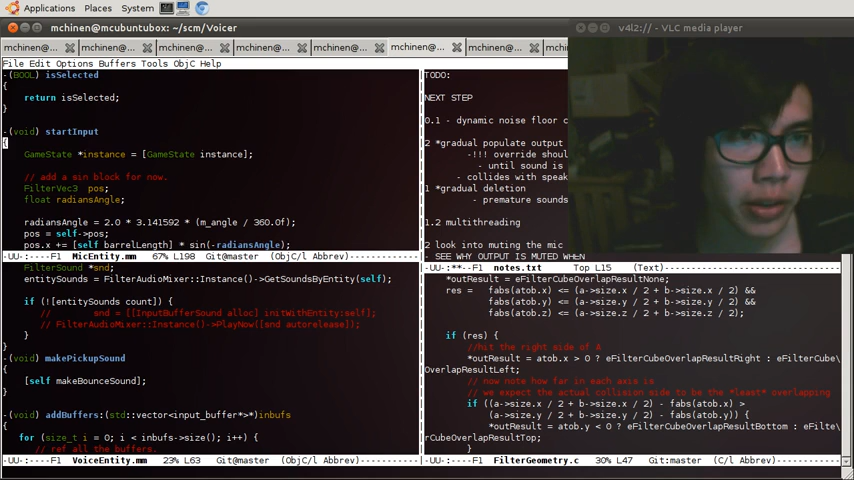 Applications Places System
mchinen@mcubuntubox: ~/scm/Voicer
v4l2:// - VLC media player
mchinen@... mchinen@... mchinen@... mchinen@... mchinen@... mchinen@... mchinen@...
File Edit Options Buffers Tools ObjC Help
-(BOOL) isSelected
{
return isSelected;
}
-(void) startInput
{
GameState *instance = [GameState instance];
// add a sin block for now.
FilterVec3 pos;
float radiansAngle;
radiansAngle = 2.0 * 3.141592 * (m_angle / 360.0f);
pos = self->pos;
pos.x += [self barrelLength] * sin(-radiansAngle);
-UU-:----F1 MicEntity.mm 67% L198 Git@master (ObjC/l Abbrev)
FilterSound *snd;
entitySounds = FilterAudioMixer::Instance()->GetSoundsByEntity(self);
if (![entitySounds count]) {
// snd = [[InputBufferSound alloc] initWithEntity:self];
// FilterAudioMixer::Instance()->PlayNow([snd autorelease]);
}
}
-(void) makePickupSound
{
[self makeBounceSound];
}
-(void) addBuffers:(std::vector<input_buffer*>*)inbufs
{
for (size_t i = 0; i < inbufs->size(); i++) {
// ref all the buffers.
-UU-:----F1 VoiceEntity.mm 23% L63 Git@master (ObjC/l Abbrev)
TODO:
NEXT STEP
0.1 - dynamic noise floor c
2 *gradual populate output
-!!! override shoul
- until sound is
- collides with speak
1 *gradual deletion
- premature sounds
1.2 multithreading
2 look into muting the mic
- SEE WHY OUTPUT IS MUTED WHEN
-UU-:**--F1 notes.txt Top L15 (Text)
*outResult = eFilterCubeOverlapResultNone;
res = fabs(atob.x) <= (a->size.x / 2 + b->size.x / 2) &&
fabs(atob.y) <= (a->size.y / 2 + b->size.y / 2) &&
fabs(atob.z) <= (a->size.z / 2 + b->size.z / 2);
if (res) {
//hit the right side of A
*outResult = atob.x > 0 ? eFilterCubeOverlapResultRight : eFilterCube\
OverlapResultLeft;
// now note how far in each axis is
// we expect the actual collision side to be the *least* overlapping
if ((a->size.x / 2 + b->size.x / 2) - fabs(atob.x) >
(a->size.y / 2 + b->size.y / 2) - fabs(atob.y)) {
*outResult = atob.y < 0 ? eFilterCubeOverlapResultBottom : eFilte\
rCubeOverlapResultTop;
}
-UU-:----F1 FilterGeometry.c 30% L47 Git:master (C/l Abbrev)